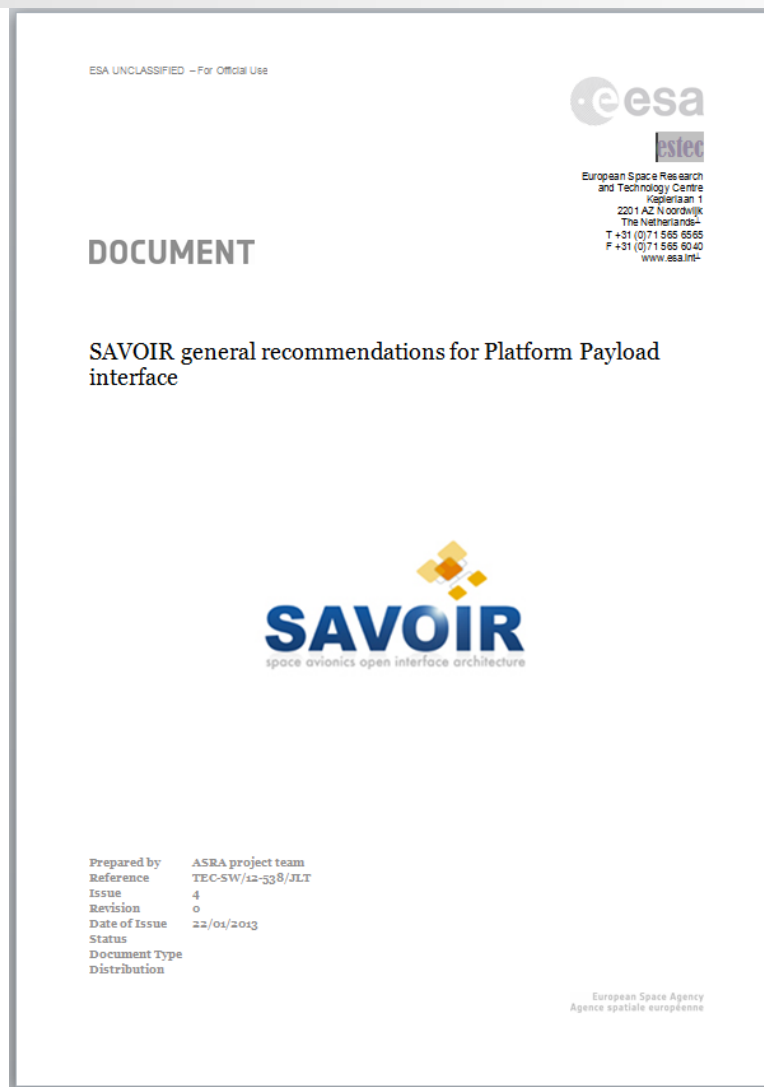 ESA UNCLASSIFIED – For Official Use
esa
estec
European Space Research
and Technology Centre
Keplerlaan 1
2201 AZ Noordwijk
The Netherlands
T +31 (0)71 565 6565
F +31 (0)71 565 6040
www.esa.int
DOCUMENT
SAVOIR general recommendations for Platform Payload
interface
SAVOIR
space avionics open interface architecture
Prepared by ASRA project team
Reference TEC-SW/12-538/JLT
Issue 4
Revision 0
Date of Issue 22/01/2013
Status
Document Type
Distribution
European Space Agency
Agence spatiale européenne